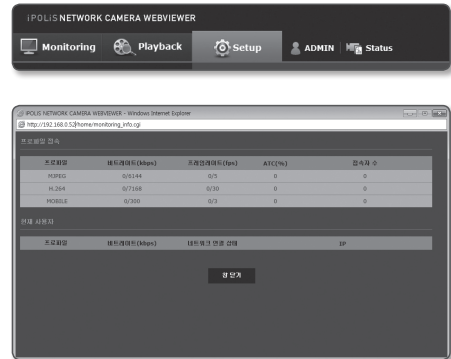 iPOLiS NETWORK CAMERA WEBVIEWER
Monitoring Playback Setup ADMIN Status
iPOLiS NETWORK CAMERA WEBVIEWER - Windows Internet Explorer
http://192.168.0.52/home/monitoring_info.cgi
프로파일 접속
프로파일 비트레이트(kbps) 프레임레이트(fps) ATC(%) 접속자 수
MJPEG 0/6144 0/5 0 0
H.264 0/7168 0/30 0 0
MOBILE 0/300 0/3 0 0
현재 사용자
프로파일 비트레이트(kbps) 네트워크 연결 상태 IP
창 닫기